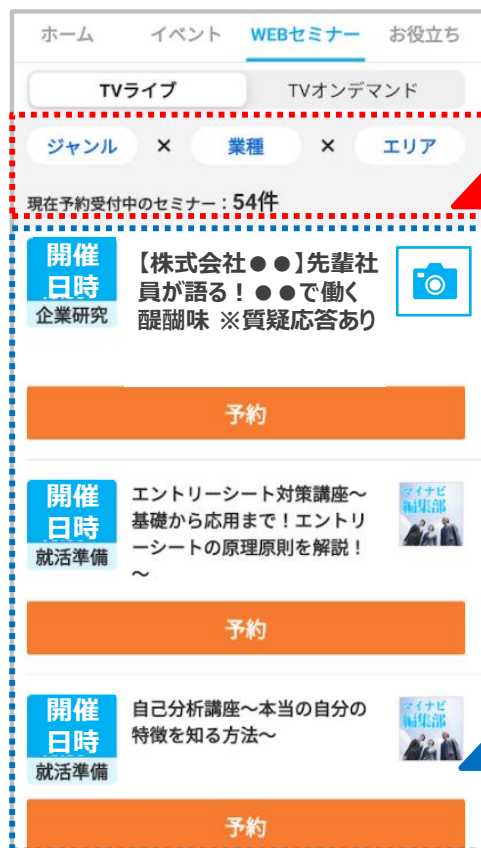 ホーム イベント WEBセミナー お役立ち
TVライブ TVオンデマンド
ジャンル × 業種 × エリア
現在予約受付中のセミナー：54件
開催
日時
企業研究
【株式会社●●】先輩社
員が語る！●●で働く
醍醐味 ※質疑応答あり
予約
開催
日時
就活準備
エントリーシート対策講座～
基礎から応用まで！エントリ
ーシートの原理原則を解説！
～
マイナビ
編集部
予約
開催
日時
就活準備
自己分析講座～本当の自分の
特徴を知る方法～
マイナビ
編集部
予約